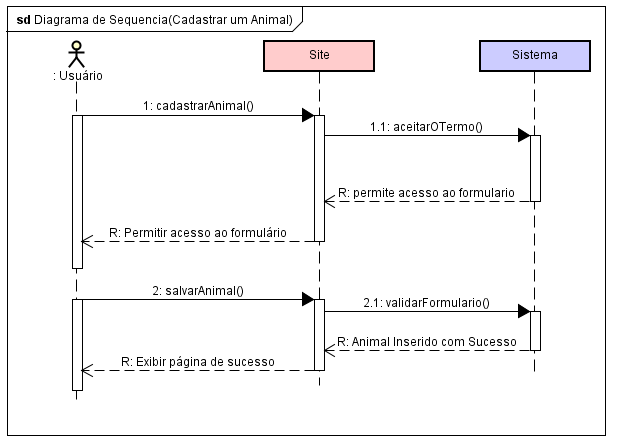 sd Diagrama de Sequencia(Cadastrar um Animal)
Site
Sistema
: Usuário
1: cadastrarAnimal()
1.1: aceitarOTermo()
R: permite acesso ao formulario
R: Permitir acesso ao formulário
2: salvarAnimal()
2.1: validarFormulario()
R: Animal Inserido com Sucesso
R: Exibir página de sucesso